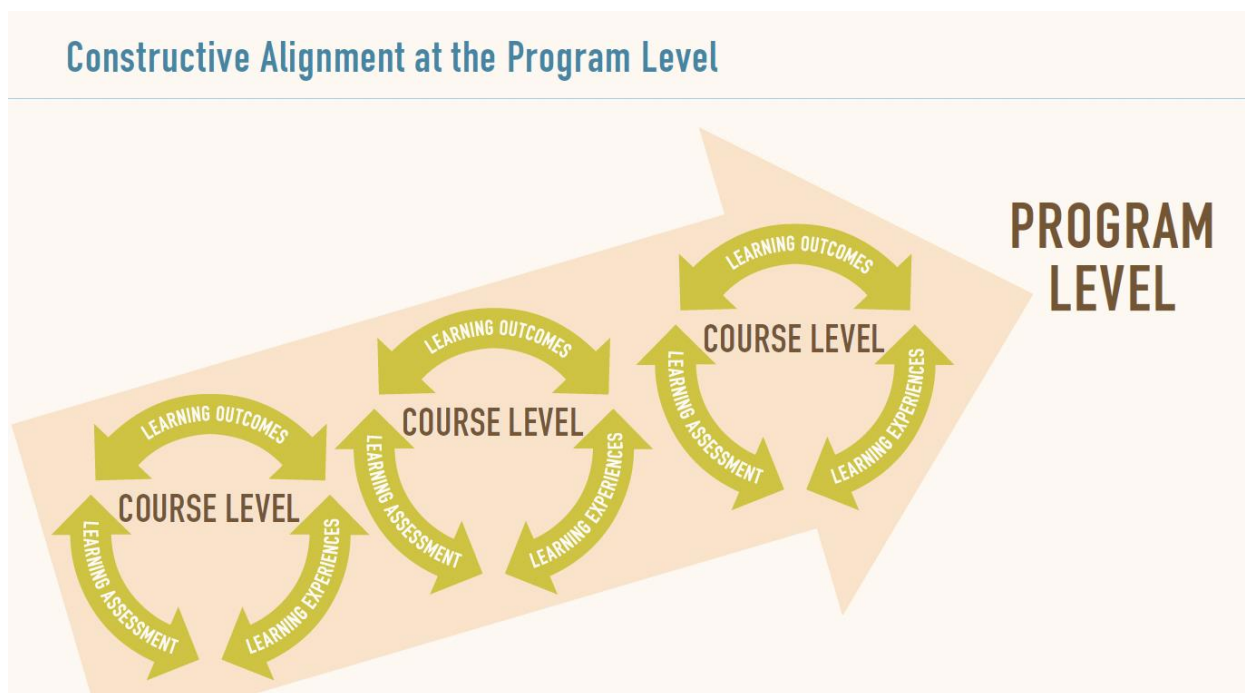 Constructive Alignment at the Program Level
PROGRAM
LEVEL
LEARNING OUTCOMES
COURSE LEVEL
LEARNING ASSESSMENT
LEARNING EXPERIENCES
LEARNING OUTCOMES
COURSE LEVEL
LEARNING ASSESSMENT
LEARNING EXPERIENCES
LEARNING OUTCOMES
COURSE LEVEL
LEARNING ASSESSMENT
LEARNING EXPERIENCES